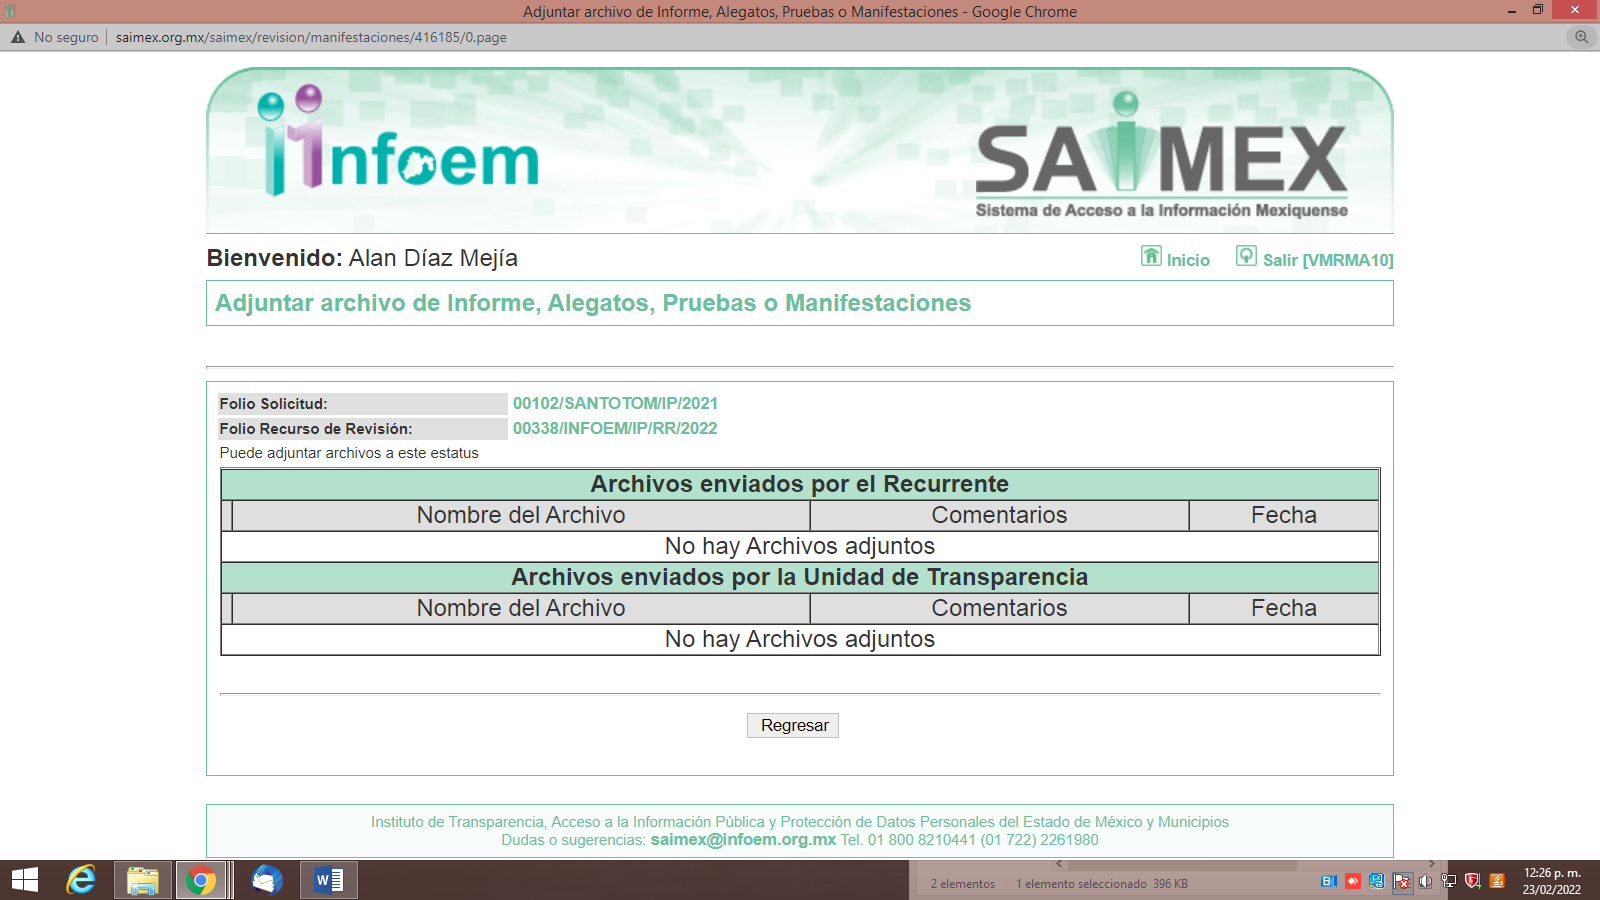 Adjuntar archivo de Informe, Alegatos, Pruebas o Manifestaciones - Google Chrome
No seguro | saimex.org.mx/saimex/revision/manifestaciones/416185/0.page
infoem
SAIMEX
Sistema de Acceso a la Información Mexiquense
Bienvenido: Alan Díaz Mejía
Inicio
Salir [VMRMA10]
Adjuntar archivo de Informe, Alegatos, Pruebas o Manifestaciones
Folio Solicitud: 00102/SANTOTOM/IP/2021
Folio Recurso de Revisión: 00338/INFOEM/IP/RR/2022
Puede adjuntar archivos a este estatus
Archivos enviados por el Recurrente
Nombre del Archivo Comentarios Fecha
No hay Archivos adjuntos
Archivos enviados por la Unidad de Transparencia
Nombre del Archivo Comentarios Fecha
No hay Archivos adjuntos
Regresar
Instituto de Transparencia, Acceso a la Información Pública y Protección de Datos Personales del Estado de México y Municipios
Dudas o sugerencias: saimex@infoem.org.mx Tel. 01 800 8210441 (01 722) 2261980
2 elementos 1 elemento seleccionado 396 KB
12:26 p. m.
23/02/2022